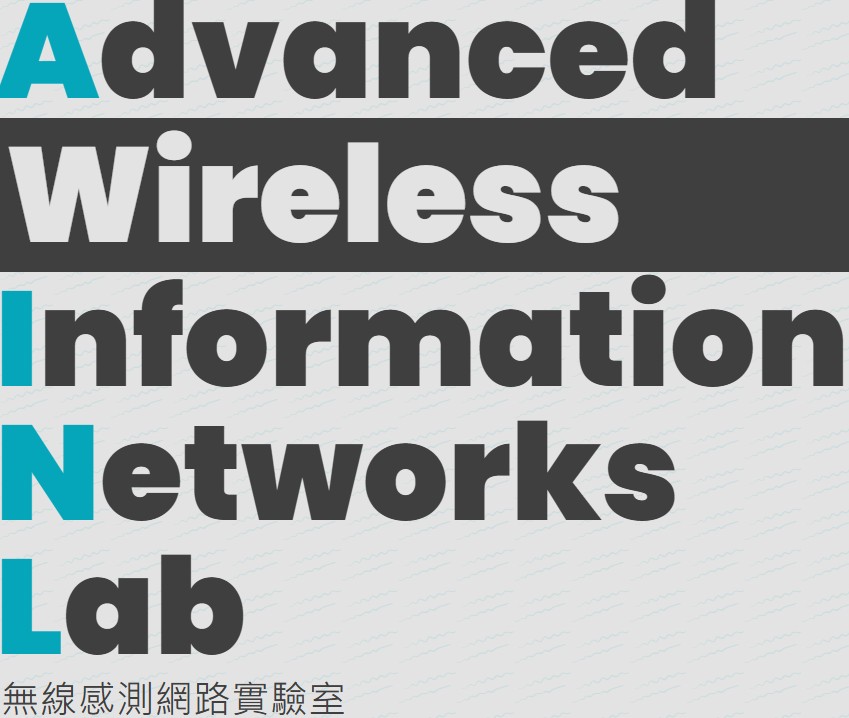 Advanced
Wireless
Information
Networks
Lab
無線感測網路實驗室